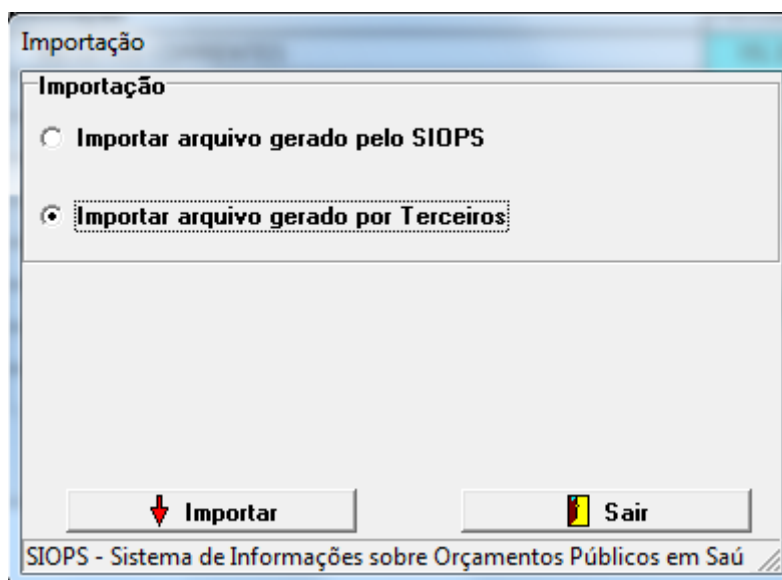 Importação
Importação
Importar arquivo gerado pelo SIOPS
Importar arquivo gerado por Terceiros
Importar
Sair
SIOPS - Sistema de Informações sobre Orçamentos Públicos em Saú